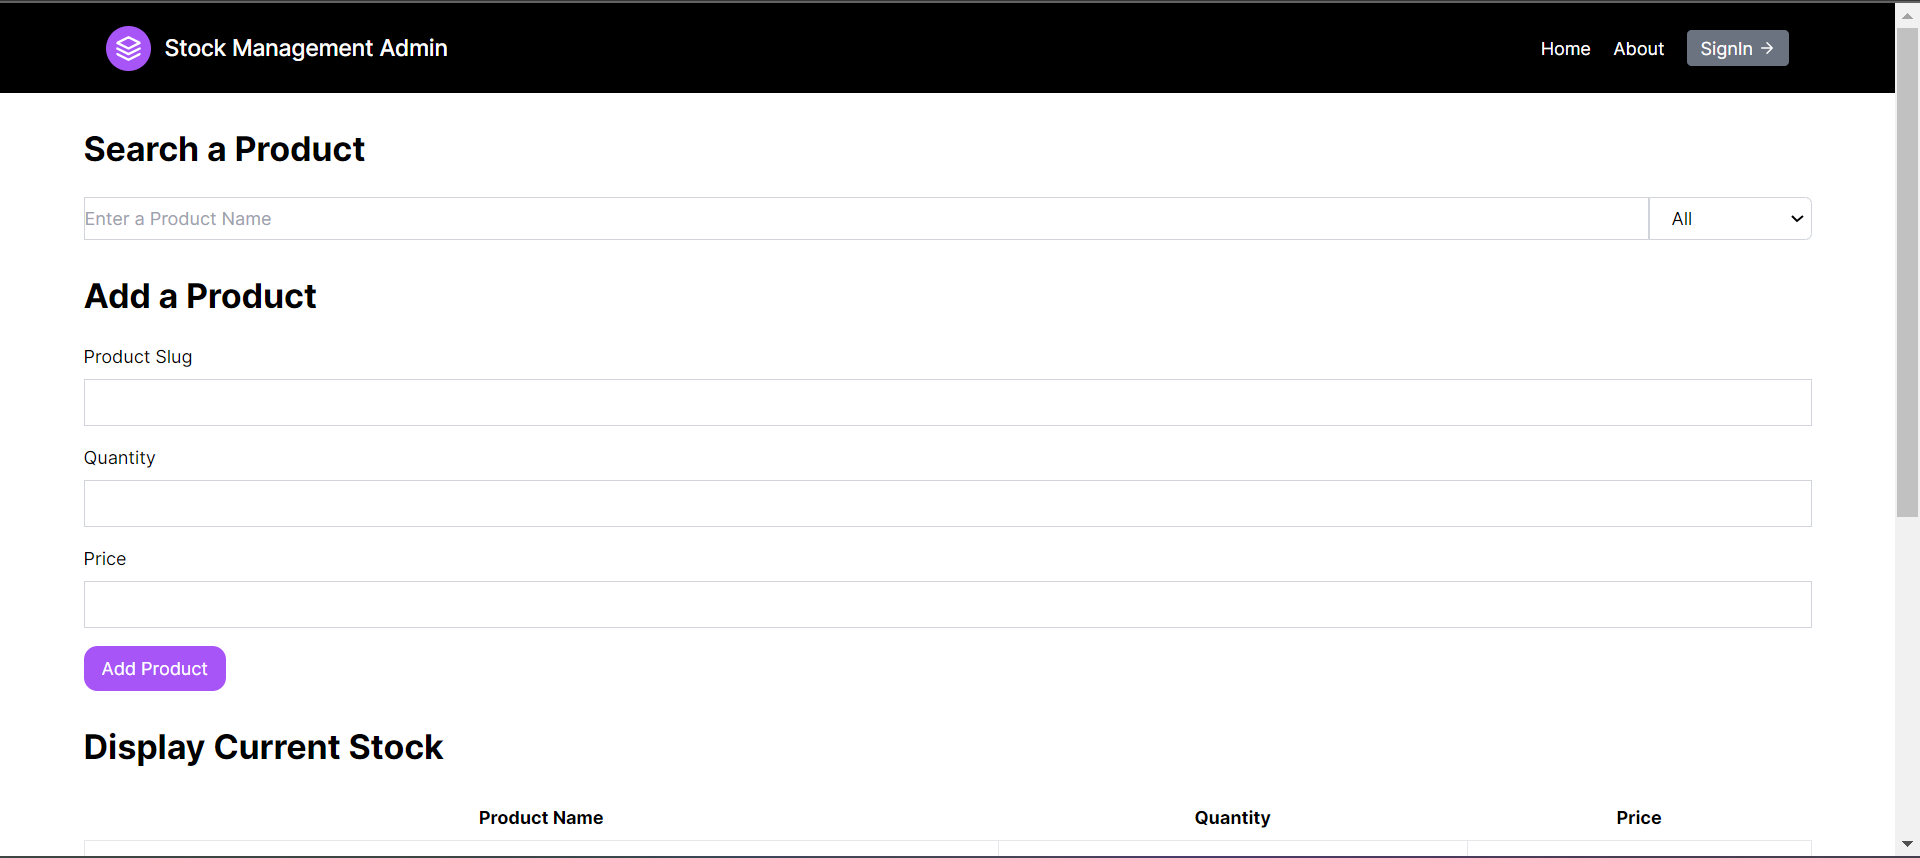 Stock Management Admin
Home About SignIn →
Search a Product
Enter a Product Name All
Add a Product
Product Slug
Quantity
Price
Add Product
Display Current Stock
Product Name Quantity Price